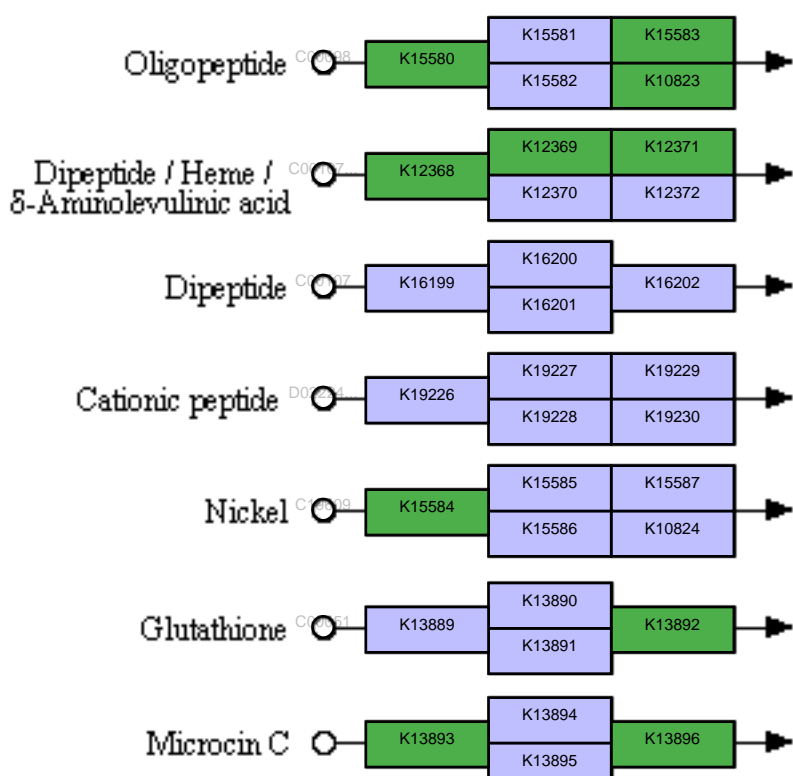 K15581 K15583
Oligopeptide K15580
K15582 K10823
K12369 K12371
Dipeptide / Heme / K12368
δ-Aminolevulinic acid
K12370 K12372
K16200
Dipeptide K16199 K16202
K16201
K19227 K19229
Cationic peptide K19226
K19228 K19230
K15585 K15587
Nickel K15584
K15586 K10824
K13890
Glutathione K13889 K13892
K13891
K13894
Microcin C K13893 K13896
K13895